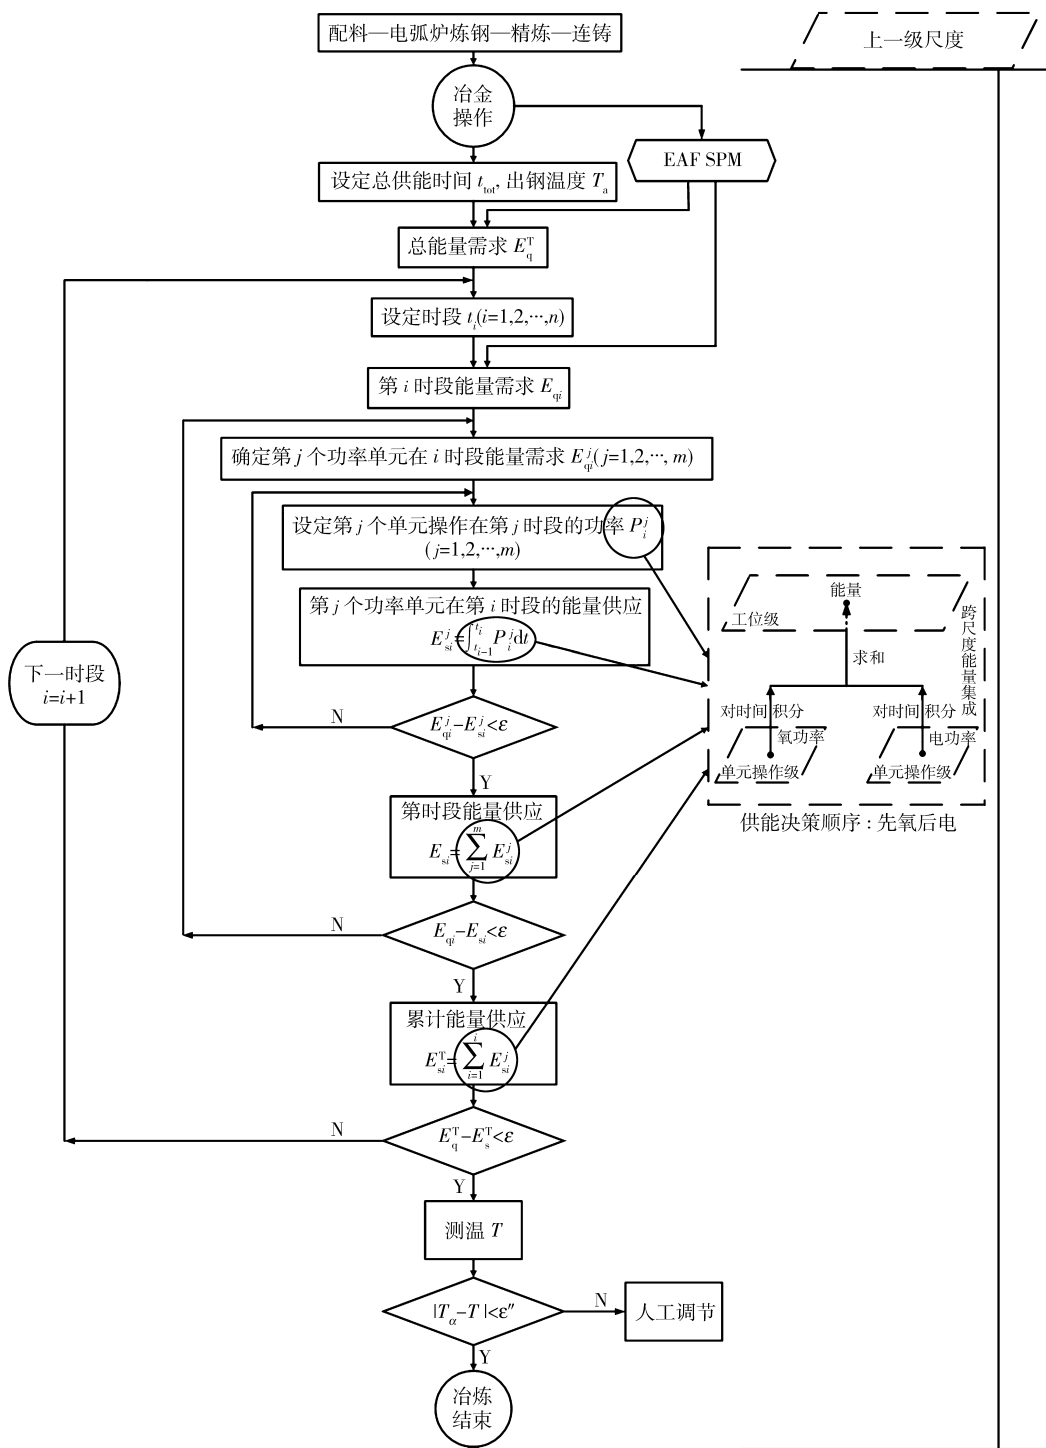 配料—电弧炉炼钢—精炼—连铸
上一级尺度
冶金
操作
EAF SPM
设定总供能时间 t_tot, 出钢温度 T_a
总能量需求 E_q^T
设定时段 t_i(i=1,2,…,n)
第 i 时段能量需求 E_qi
确定第 j 个功率单元在 i 时段能量需求 E_qi^j(j=1,2,…, m)
设定第 j 个单元操作在第 j 时段的功率 P_i^j
(j=1,2,…,m)
第 j 个功率单元在第 i 时段的能量供应
E_si^j=∫_{t_{i-1}}^{t_i} P_i^j dt
下一时段
i=i+1
N
E_qi^j−E_si^j<ε
Y
第时段能量供应
E_si=∑_{j=1}^{m} E_si^j
N
E_qi−E_si<ε
Y
累计能量供应
E_si^T=∑_{i=1}^{i} E_si^j
N
E_q^T−E_s^T<ε
Y
测温 T
|T_α−T|<ε″
N
人工调节
Y
冶炼
结束
能量
工位级
求和
跨尺度能量集成
对时间 积分
对时间 积分
氧功率
电功率
单元操作级
单元操作级
供能决策顺序:先氧后电